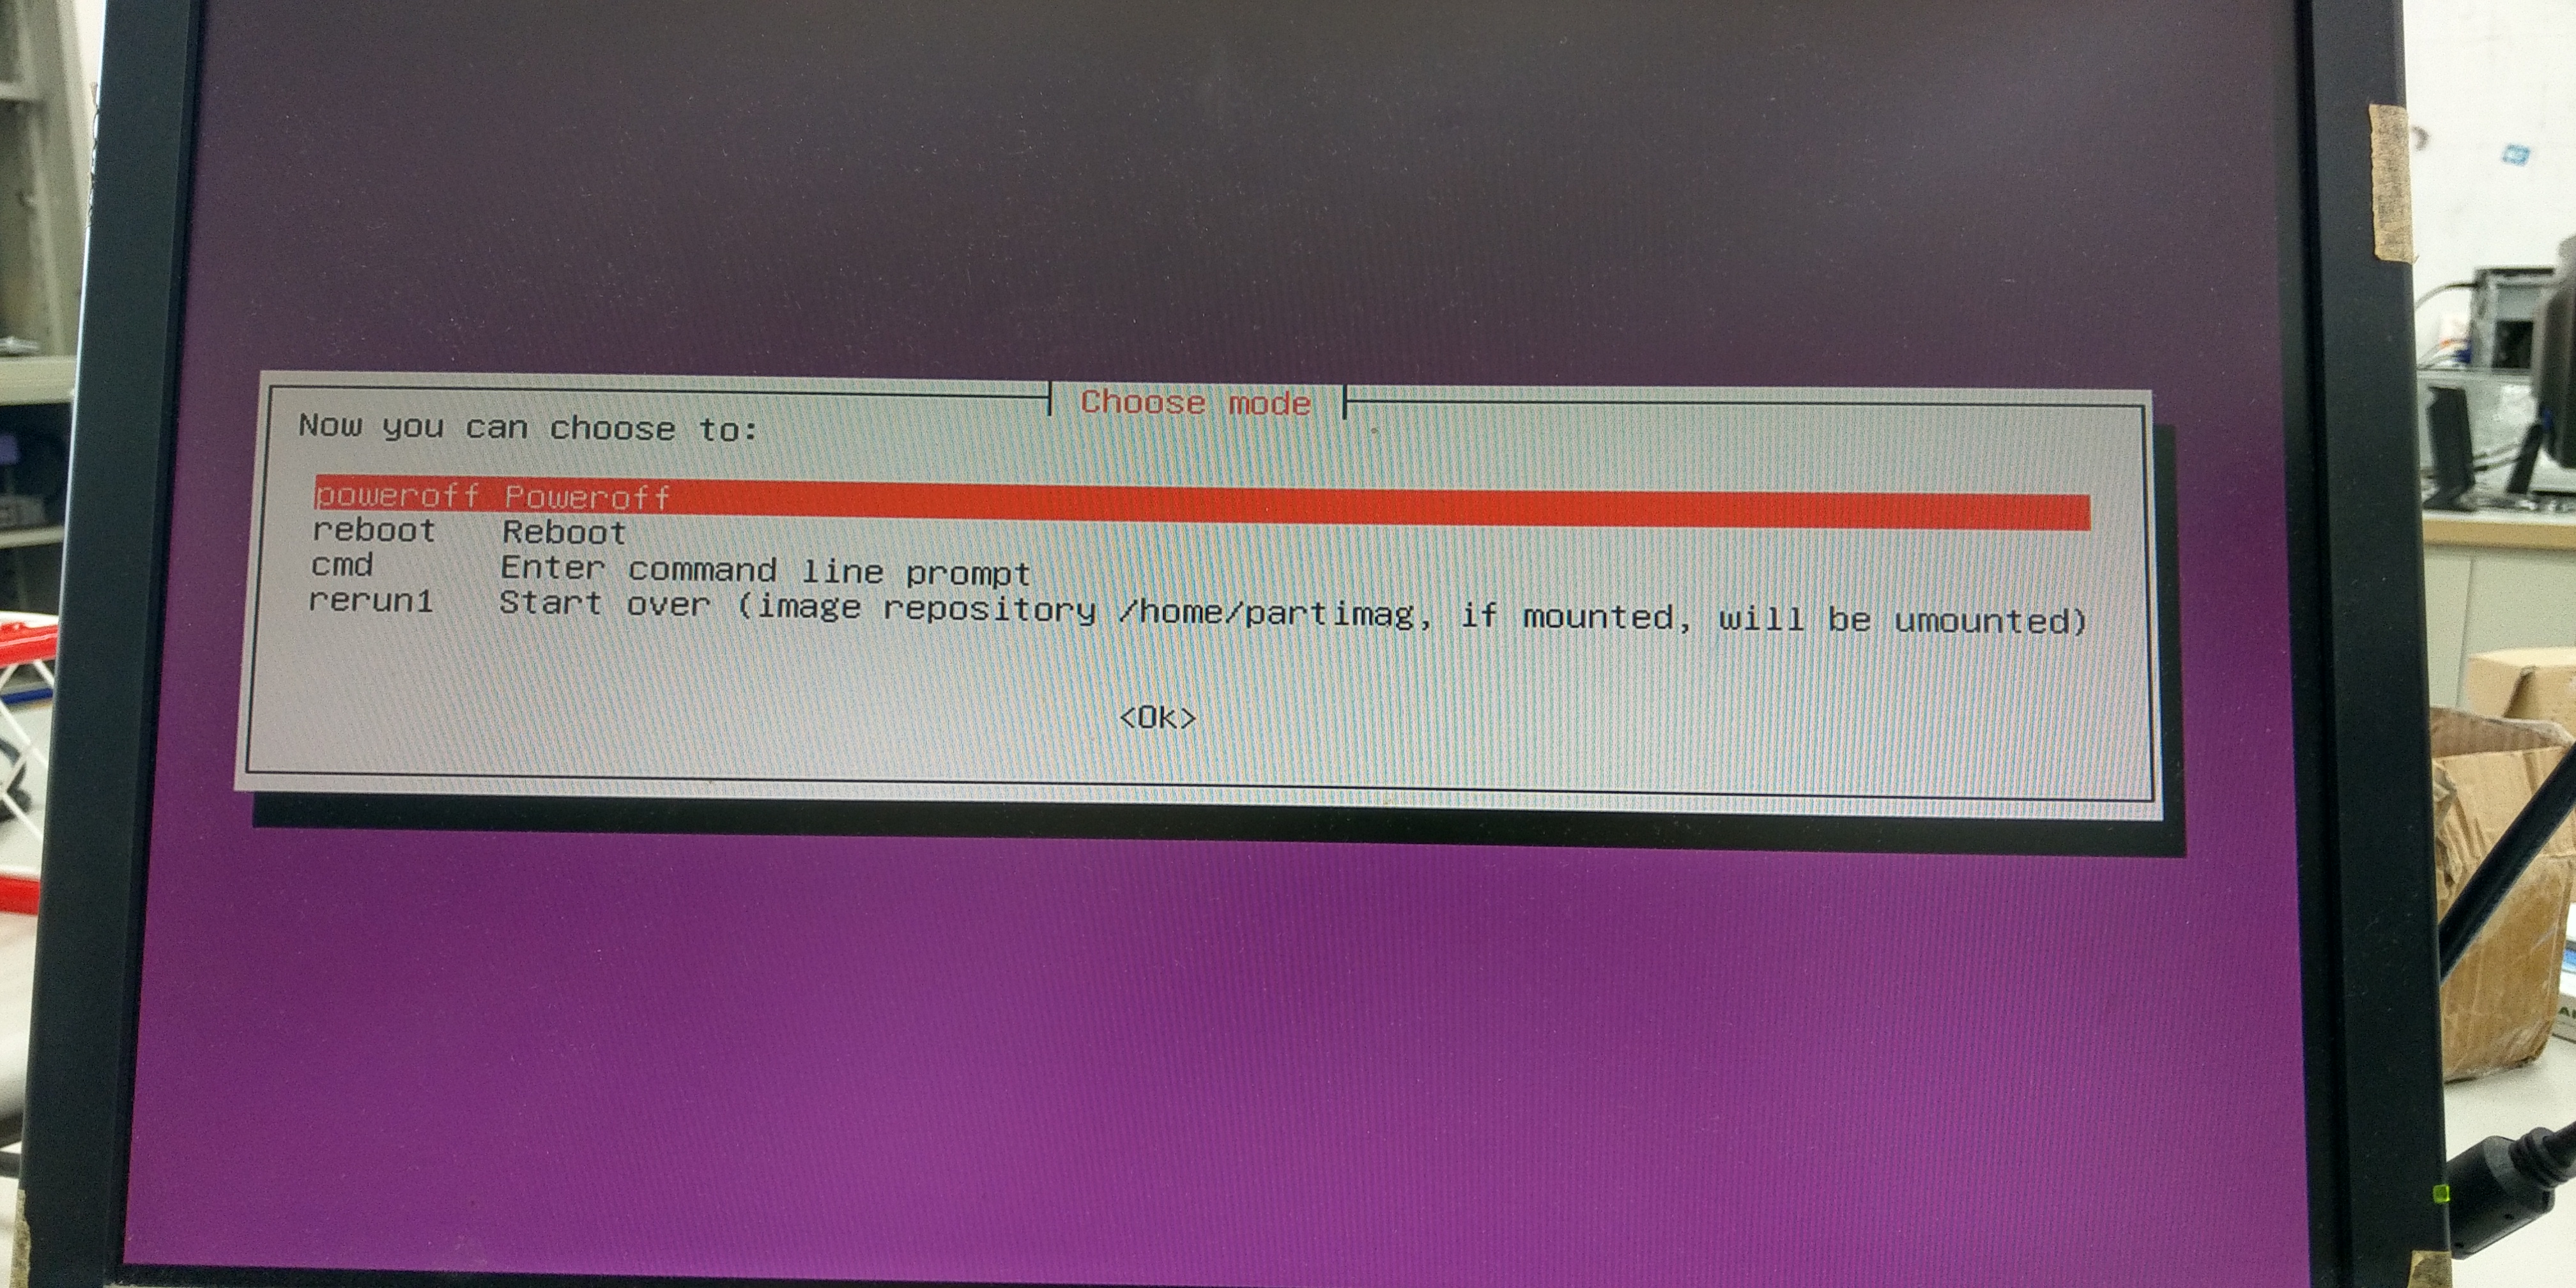 Choose mode
Now you can choose to:
poweroff Poweroff
reboot Reboot
cmd Enter command line prompt
rerun1 Start over (image repository /home/partimag, if mounted, will be umounted)
<Ok>